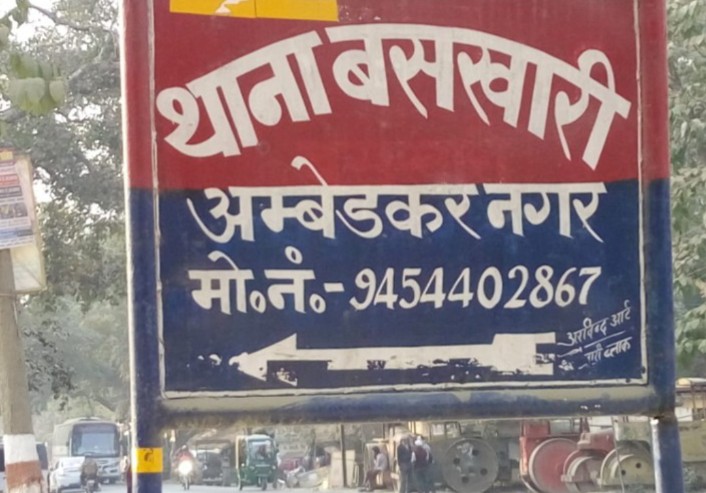 थाना बसखारी
अम्बेडकर नगर
मो॰नं॰-9454402867
अरविन्द आर्ट